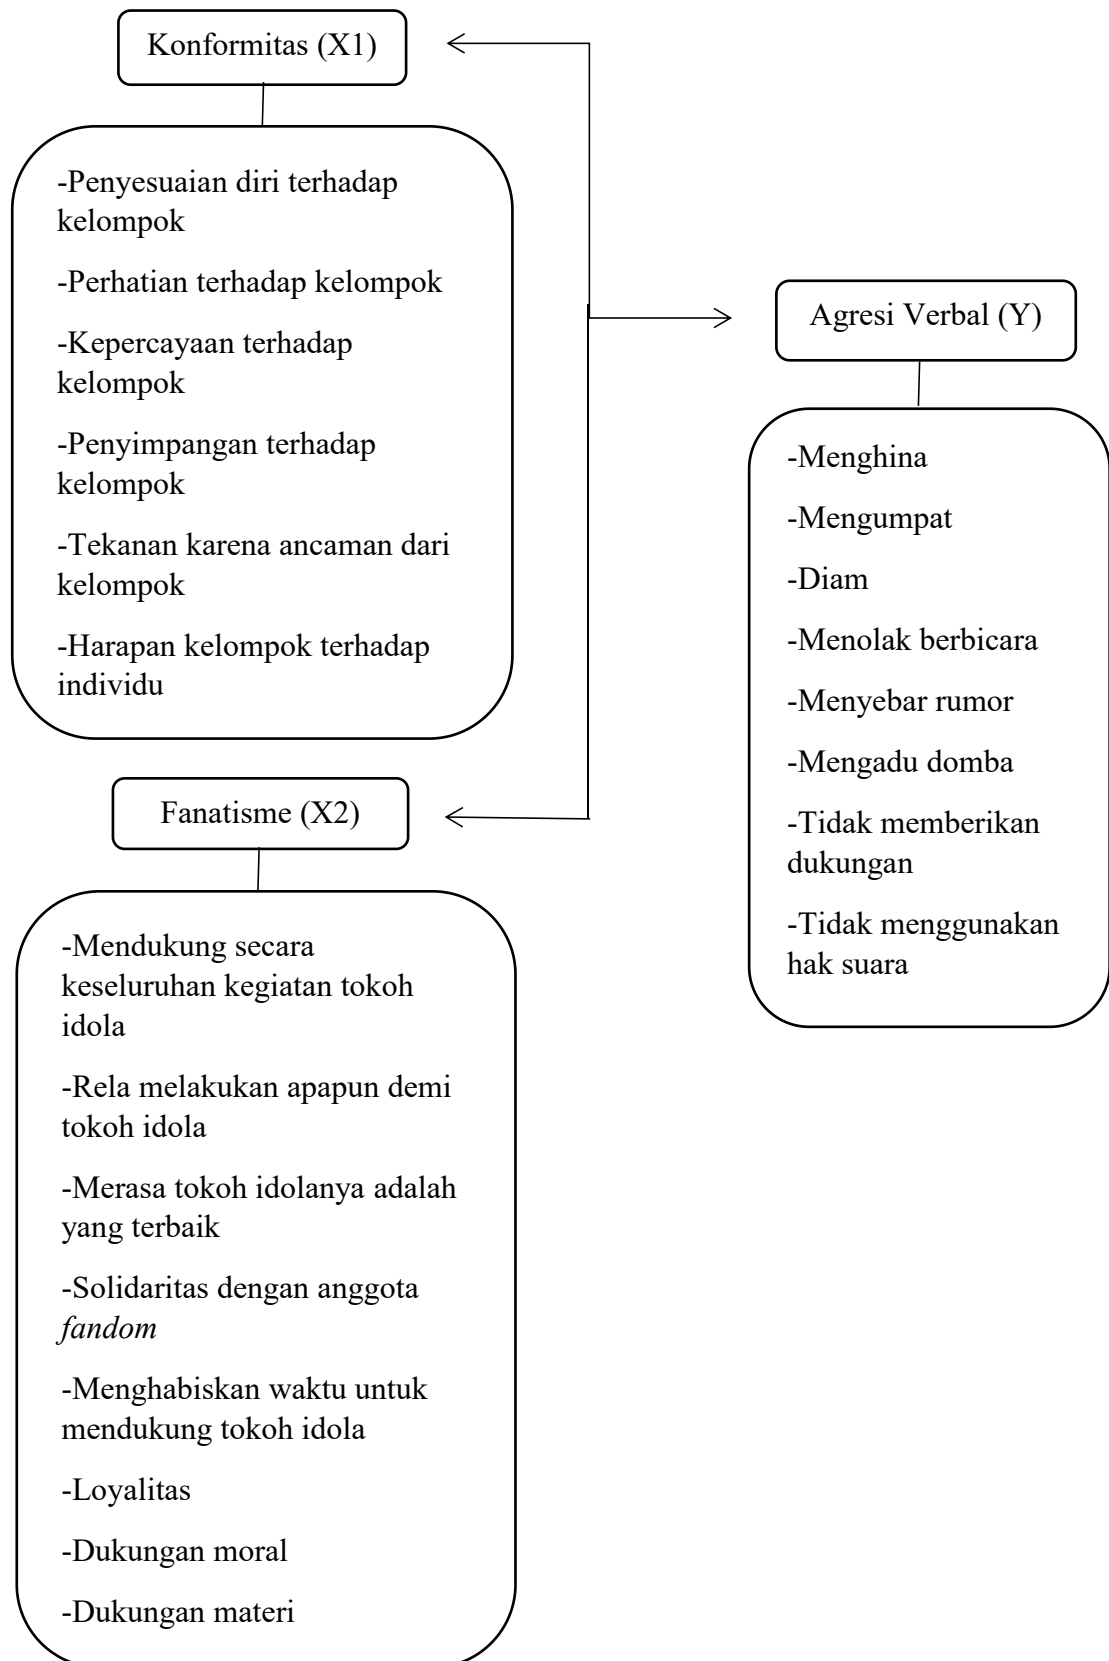 Konformitas (X1)
-Penyesuaian diri terhadap
kelompok
-Perhatian terhadap kelompok
-Kepercayaan terhadap
kelompok
-Penyimpangan terhadap
kelompok
-Tekanan karena ancaman dari
kelompok
-Harapan kelompok terhadap
individu
Fanatisme (X2)
-Mendukung secara
keseluruhan kegiatan tokoh
idola
-Rela melakukan apapun demi
tokoh idola
-Merasa tokoh idolanya adalah
yang terbaik
-Solidaritas dengan anggota
fandom
-Menghabiskan waktu untuk
mendukung tokoh idola
-Loyalitas
-Dukungan moral
-Dukungan materi
Agresi Verbal (Y)
-Menghina
-Mengumpat
-Diam
-Menolak berbicara
-Menyebar rumor
-Mengadu domba
-Tidak memberikan
dukungan
-Tidak menggunakan
hak suara